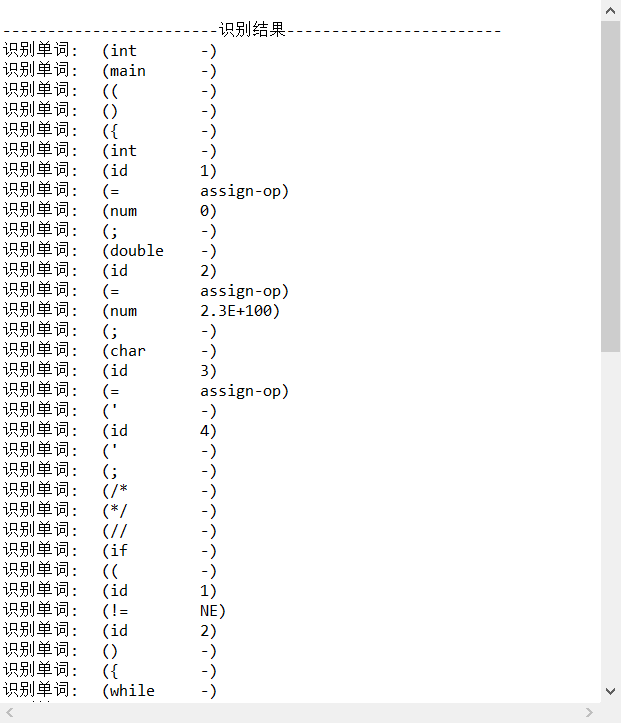 ------------------------识别结果------------------------
识别单词: (int -)
识别单词: (main -)
识别单词: (( -)
识别单词: () -)
识别单词: ({ -)
识别单词: (int -)
识别单词: (id 1)
识别单词: (= assign-op)
识别单词: (num 0)
识别单词: (; -)
识别单词: (double -)
识别单词: (id 2)
识别单词: (= assign-op)
识别单词: (num 2.3E+100)
识别单词: (; -)
识别单词: (char -)
识别单词: (id 3)
识别单词: (= assign-op)
识别单词: (' -)
识别单词: (id 4)
识别单词: (' -)
识别单词: (; -)
识别单词: (/* -)
识别单词: (*/ -)
识别单词: (// -)
识别单词: (if -)
识别单词: (( -)
识别单词: (id 1)
识别单词: (!= NE)
识别单词: (id 2)
识别单词: () -)
识别单词: ({ -)
识别单词: (while -)